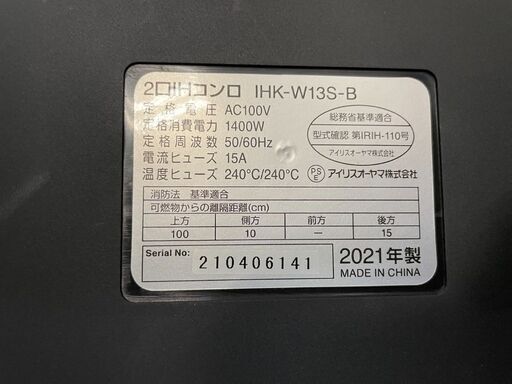 2口IHコンロ IHK-W13S-B
定格電圧 AC100V
定格消費電力 1400W
定格周波数 50/60Hz
電流ヒューズ 15A
温度ヒューズ 240℃/240℃
総務省基準適合
型式確認 第IRIH-110号
アイリスオーヤマ株式会社
PSE アイリスオーヤマ株式会社
消防法 基準適合
可燃物からの離隔距離(cm)
上方 側方 前方 後方
100 10 — 15
Serial No: 210406141
2021年製
MADE IN CHINA